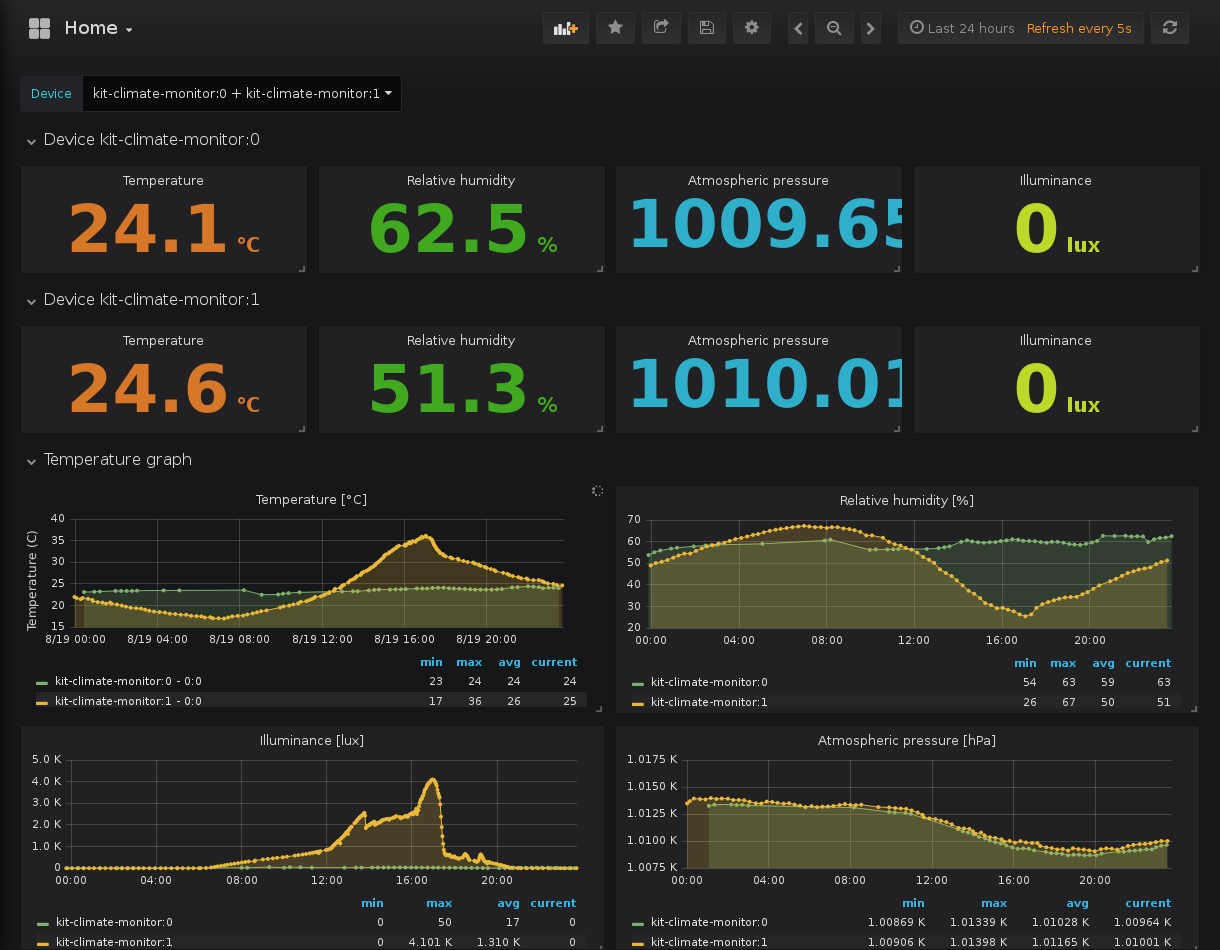 Home
Last 24 hours Refresh every 5s
Device kit-climate-monitor:0 + kit-climate-monitor:1
Device kit-climate-monitor:0
Temperature Relative humidity Atmospheric pressure Illuminance
24.1 °C 62.5 % 1009.65 0 lux
Device kit-climate-monitor:1
Temperature Relative humidity Atmospheric pressure Illuminance
24.6 °C 51.3 % 1010.01 0 lux
Temperature graph
Temperature [°C]
Temperature (C)
40
35
30
25
20
15
8/19 00:00 8/19 04:00 8/19 08:00 8/19 12:00 8/19 16:00 8/19 20:00
min max avg current
kit-climate-monitor:0 - 0:0 23 24 24 24
kit-climate-monitor:1 - 0:0 17 36 26 25
Relative humidity [%]
70
60
50
40
30
20
00:00 04:00 08:00 12:00 16:00 20:00
min max avg current
kit-climate-monitor:0 54 63 59 63
kit-climate-monitor:1 26 67 50 51
Illuminance [lux]
5.0 K
4.0 K
3.0 K
2.0 K
1.0 K
0
00:00 04:00 08:00 12:00 16:00 20:00
min max avg current
kit-climate-monitor:0 0 50 17 0
kit-climate-monitor:1 0 4.101 K 1.310 K 0
Atmospheric pressure [hPa]
1.0175 K
1.0150 K
1.0125 K
1.0100 K
1.0075 K
00:00 04:00 08:00 12:00 16:00 20:00
min max avg current
kit-climate-monitor:0 1.00869 K 1.01339 K 1.01028 K 1.00964 K
kit-climate-monitor:1 1.00906 K 1.01398 K 1.01165 K 1.01001 K